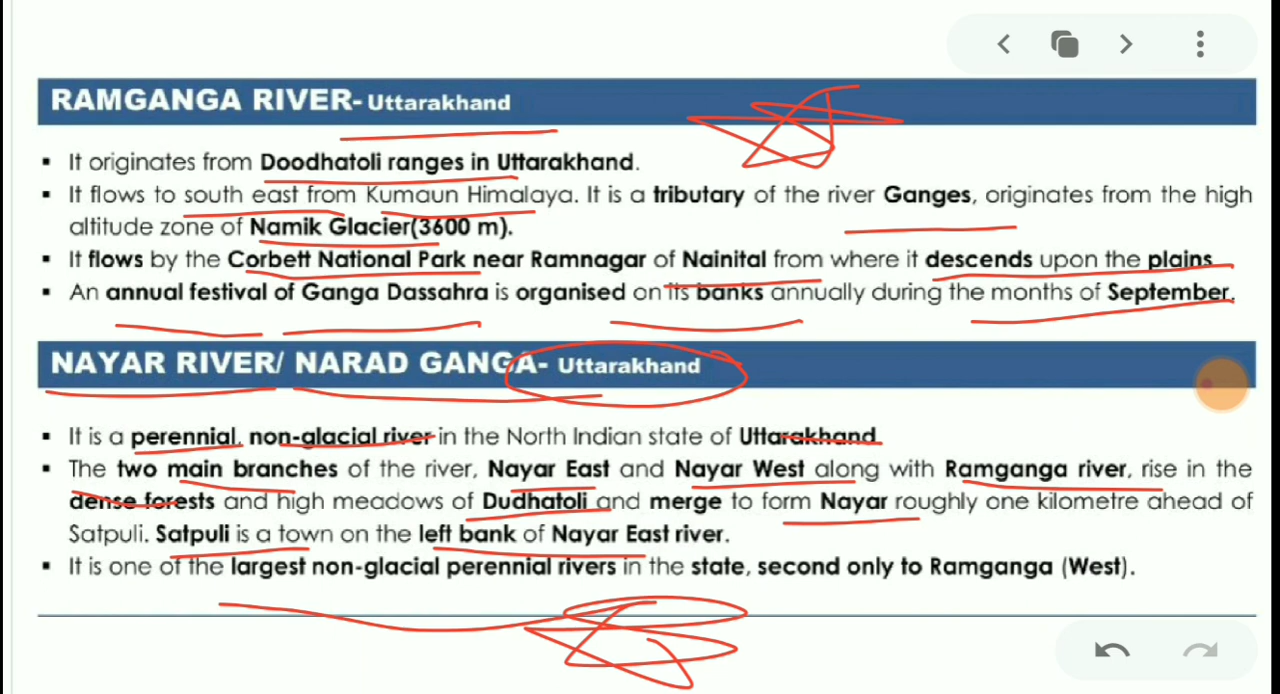 RAMGANGA RIVER- Uttarakhand
▪ It originates from Doodhatoli ranges in Uttarakhand.
▪ It flows to south east from Kumaun Himalaya. It is a tributary of the river Ganges, originates from the high
altitude zone of Namik Glacier(3600 m).
▪ It flows by the Corbett National Park near Ramnagar of Nainital from where it descends upon the plains
▪ An annual festival of Ganga Dassahra is organised on its banks annually during the months of September.
NAYAR RIVER/ NARAD GANGA- Uttarakhand
▪ It is a perennial, non-glacial river in the North Indian state of Uttarakhand.
▪ The two main branches of the river, Nayar East and Nayar West along with Ramganga river, rise in the
dense forests and high meadows of Dudhatoli and merge to form Nayar roughly one kilometre ahead of
Satpuli. Satpuli is a town on the left bank of Nayar East river.
▪ It is one of the largest non-glacial perennial rivers in the state, second only to Ramganga (West).